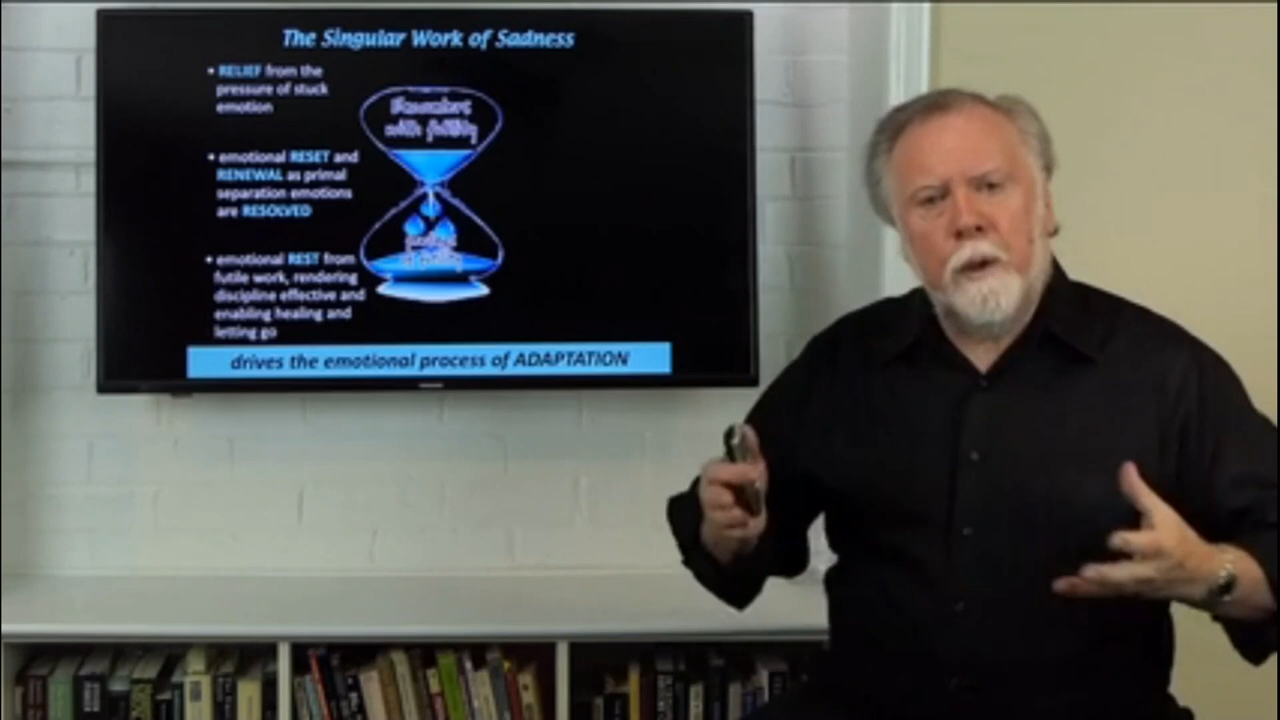 The Singular Work of Sadness
• RELIEF from the
pressure of stuck
emotion
with futility
• emotional RESET and
RENEWAL as primal
separation emotions
are RESOLVED
• emotional REST from
futile work, rendering
discipline effective and
enabling healing and
letting go
drives the emotional process of ADAPTATION